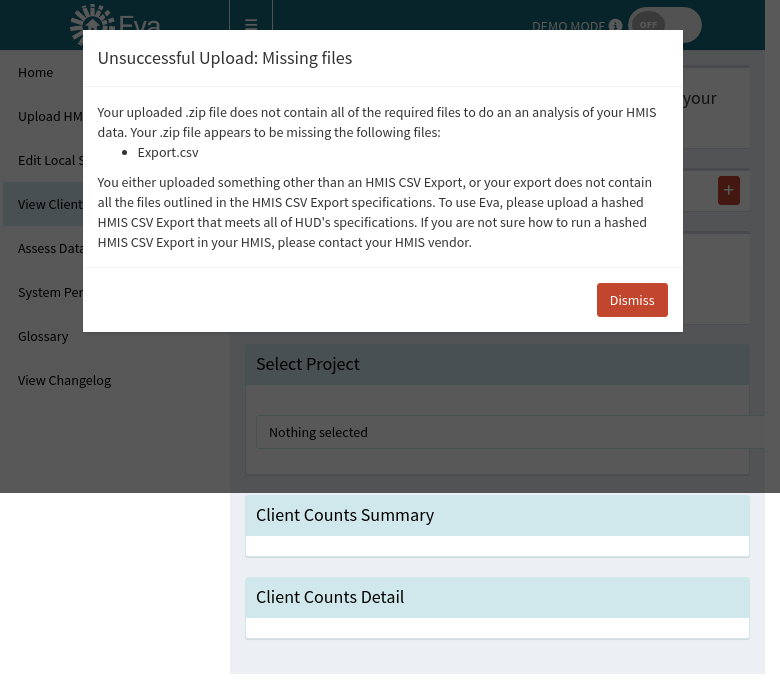 Eva
DEMO MODE
OFF
Unsuccessful Upload: Missing files
Home
your
Upload HM
Your uploaded .zip file does not contain all of the required files to do an an analysis of your HMIS
data. Your .zip file appears to be missing the following files:
Export.csv
Edit Local S
You either uploaded something other than an HMIS CSV Export, or your export does not contain
all the files outlined in the HMIS CSV Export specifications. To use Eva, please upload a hashed
HMIS CSV Export that meets all of HUD's specifications. If you are not sure how to run a hashed
HMIS CSV Export in your HMIS, please contact your HMIS vendor.
View Client
+
Assess Data
System Per
Dismiss
Glossary
View Changelog
Select Project
Nothing selected
Client Counts Summary
Client Counts Detail